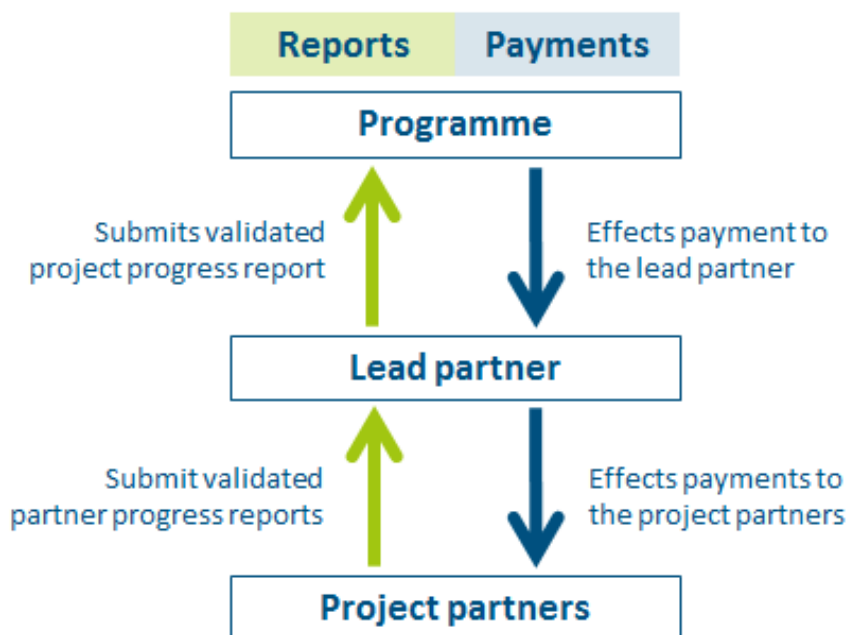 Reports Payments
Programme
Submits validated
project progress report
Effects payment to
the lead partner
Lead partner
Submit validated
partner progress reports
Effects payments to
the project partners
Project partners